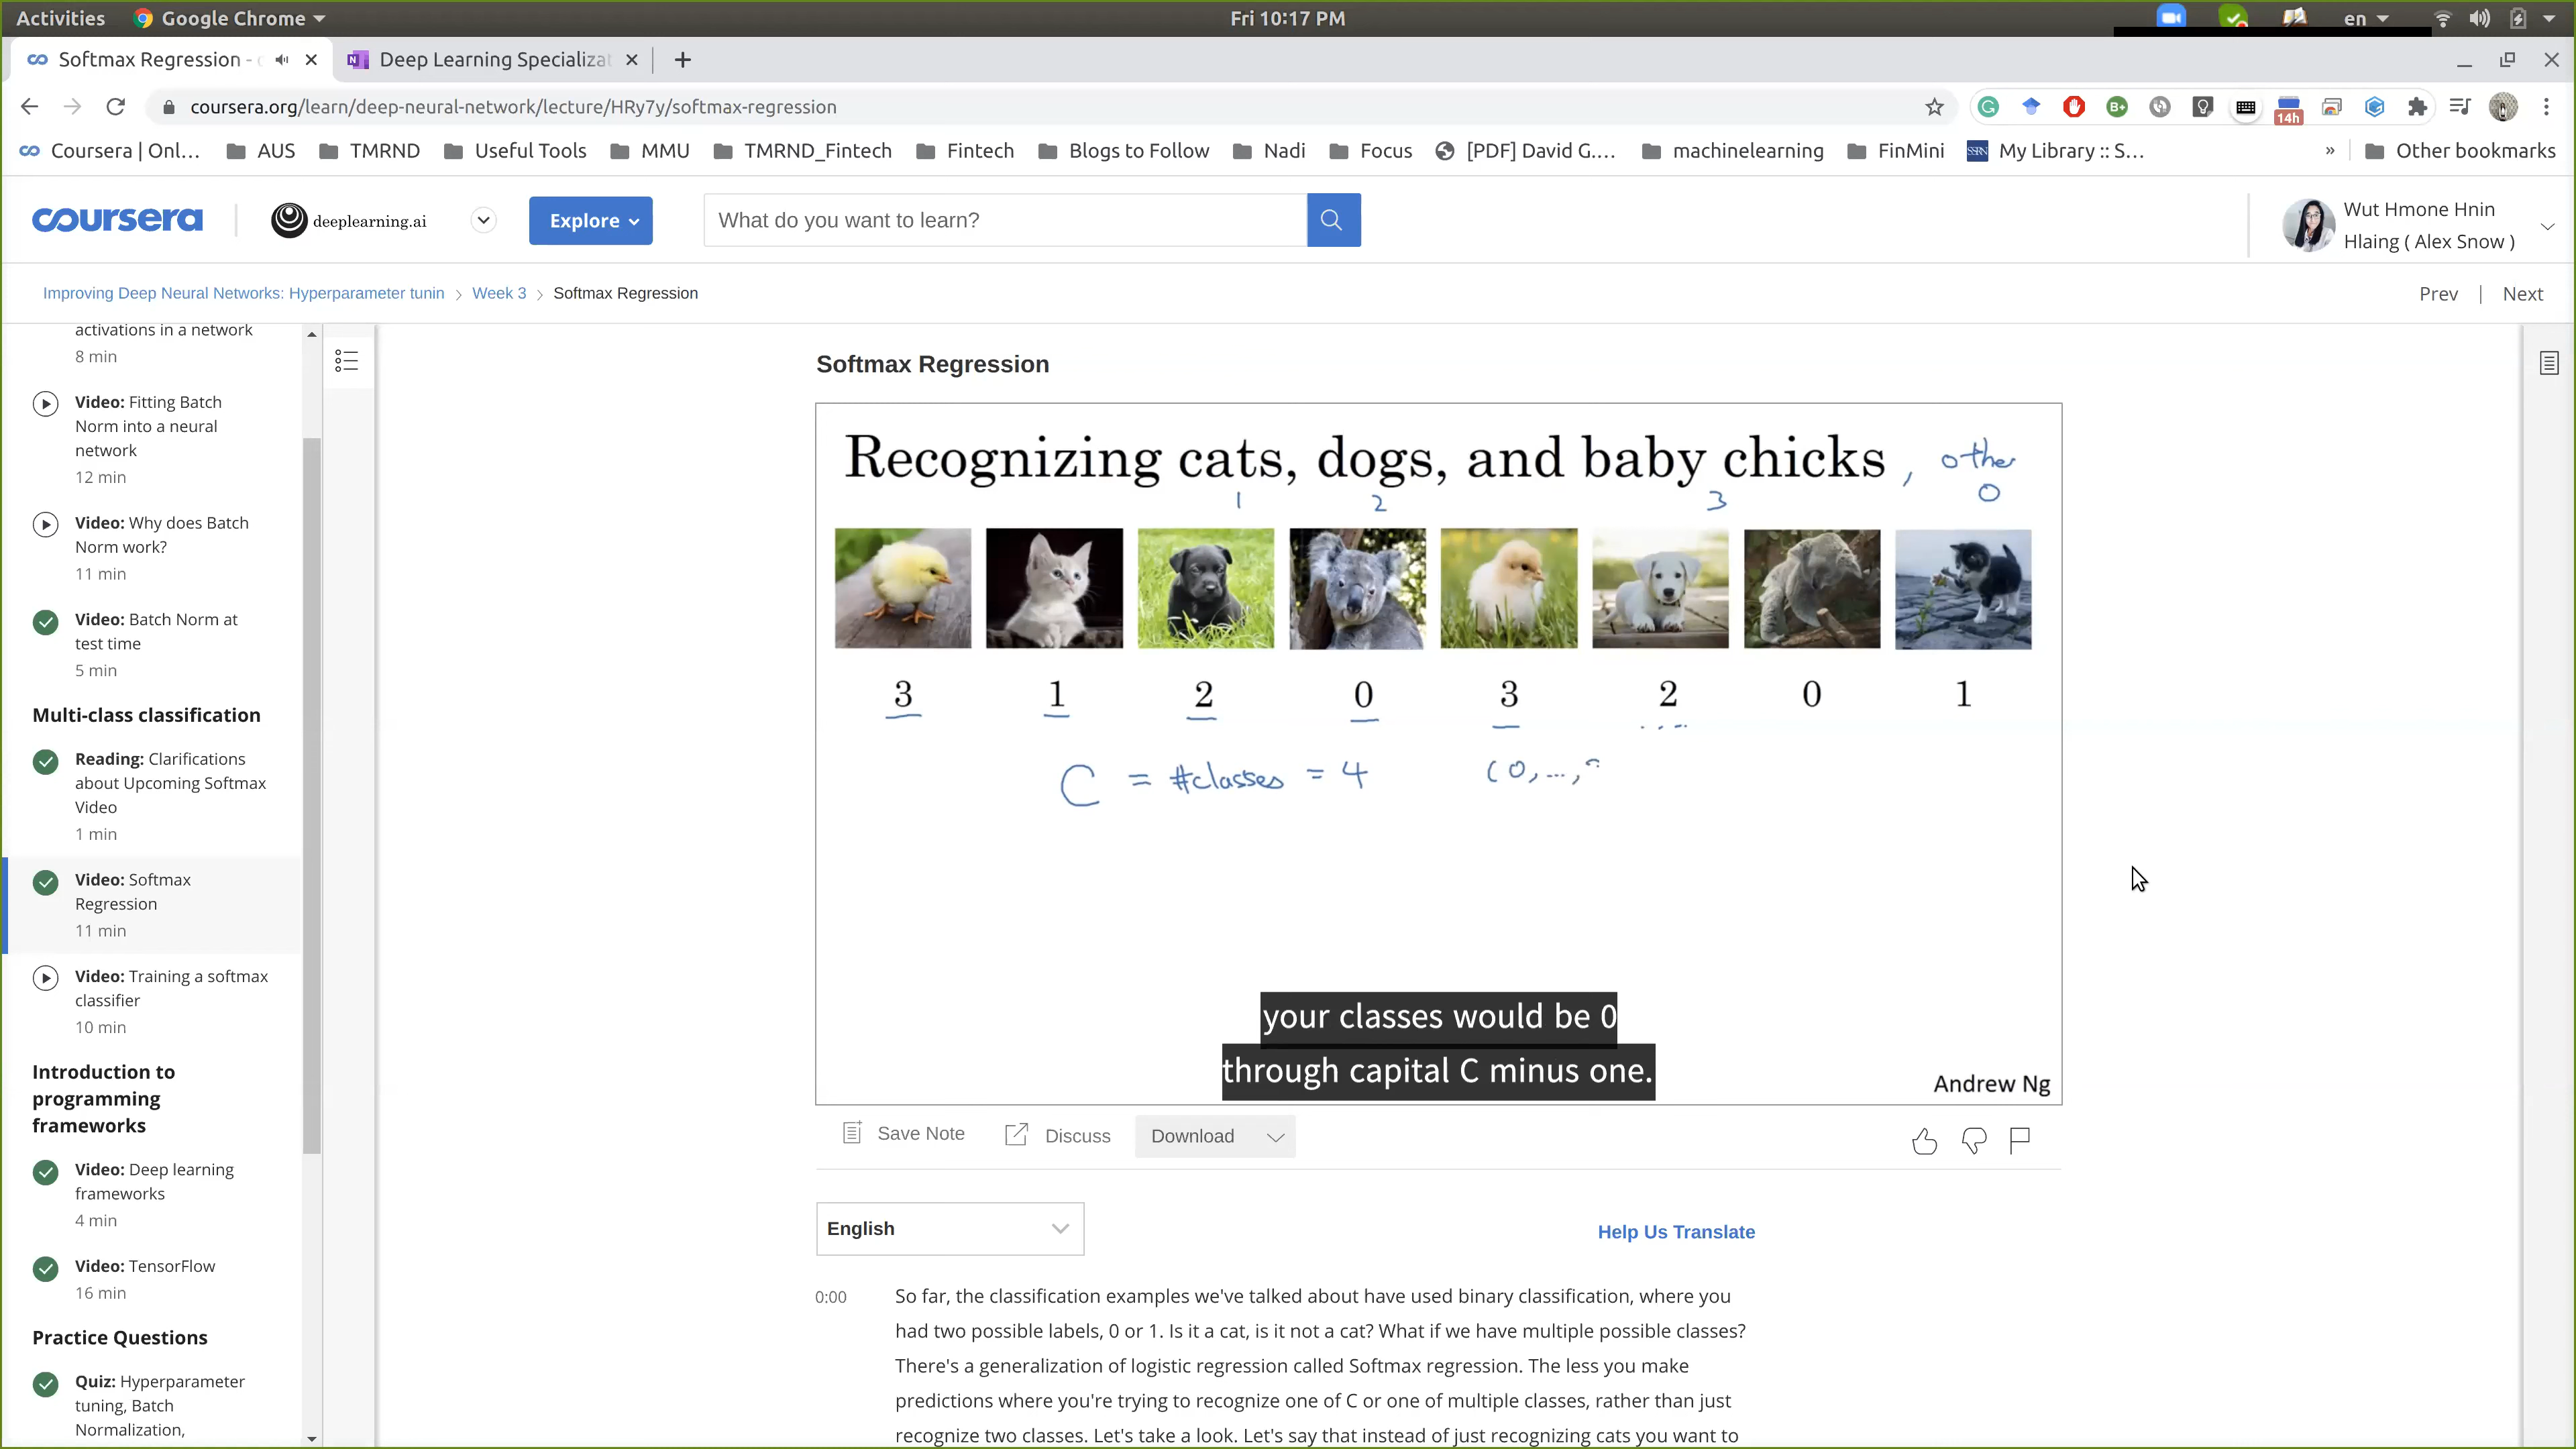 Activities Google Chrome Fri 10:17 PM en
Softmax Regression - Deep Learning Specializat
coursera.org/learn/deep-neural-network/lecture/HRy7y/softmax-regression
14h
Coursera | Onl... AUS TMRND Useful Tools MMU TMRND_Fintech Fintech Blogs to Follow Nadi Focus [PDF] David G.... machinelearning FinMini SSRN My Library :: S... » Other bookmarks
coursera deeplearning.ai Explore What do you want to learn? Wut Hmone Hnin
Hlaing ( Alex Snow )
Improving Deep Neural Networks: Hyperparameter tunin > Week 3 > Softmax Regression Prev | Next
activations in a network
8 min
Video: Fitting Batch
Norm into a neural
network
12 min
Video: Why does Batch
Norm work?
11 min
Video: Batch Norm at
test time
5 min
Multi-class classification
Reading: Clarifications
about Upcoming Softmax
Video
1 min
Video: Softmax
Regression
11 min
Video: Training a softmax
classifier
10 min
Introduction to
programming
frameworks
Video: Deep learning
frameworks
4 min
Video: TensorFlow
16 min
Practice Questions
Quiz: Hyperparameter
tuning, Batch
Normalization,
Softmax Regression
Recognizing cats, dogs, and baby chicks , other
1 2 3 0
3 1 2 0 3 2 0 1
C = #classes = 4 (0, ...,
your classes would be 0
through capital C minus one.
Andrew Ng
Save Note Discuss Download
English Help Us Translate
0:00 So far, the classification examples we've talked about have used binary classification, where you
had two possible labels, 0 or 1. Is it a cat, is it not a cat? What if we have multiple possible classes?
There's a generalization of logistic regression called Softmax regression. The less you make
predictions where you're trying to recognize one of C or one of multiple classes, rather than just
recognize two classes. Let's take a look. Let's say that instead of just recognizing cats you want to